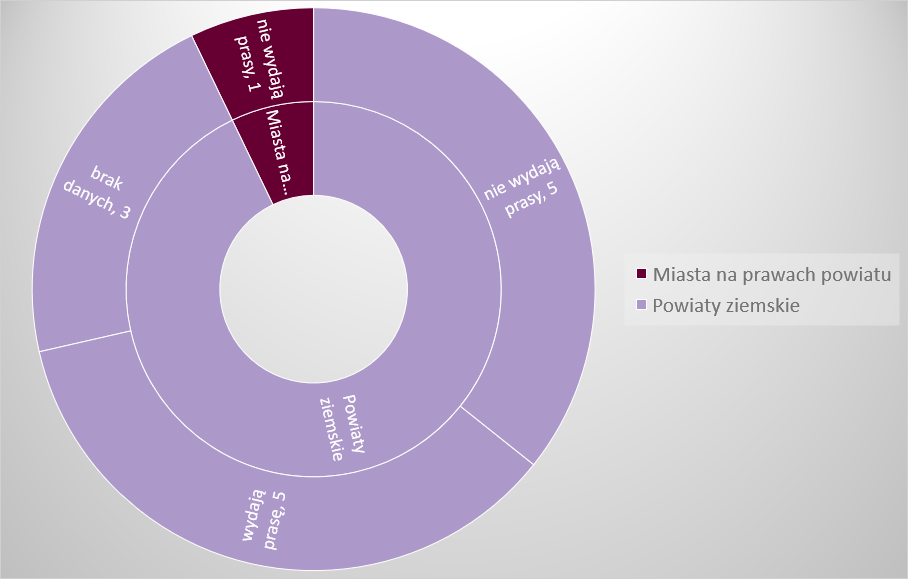 nie wydają
prasy, 1
Miasta na...
nie wydają
prasy, 5
brak
danych, 3
Powiaty
ziemskie
wydają
prasę, 5
Miasta na prawach powiatu
Powiaty ziemskie